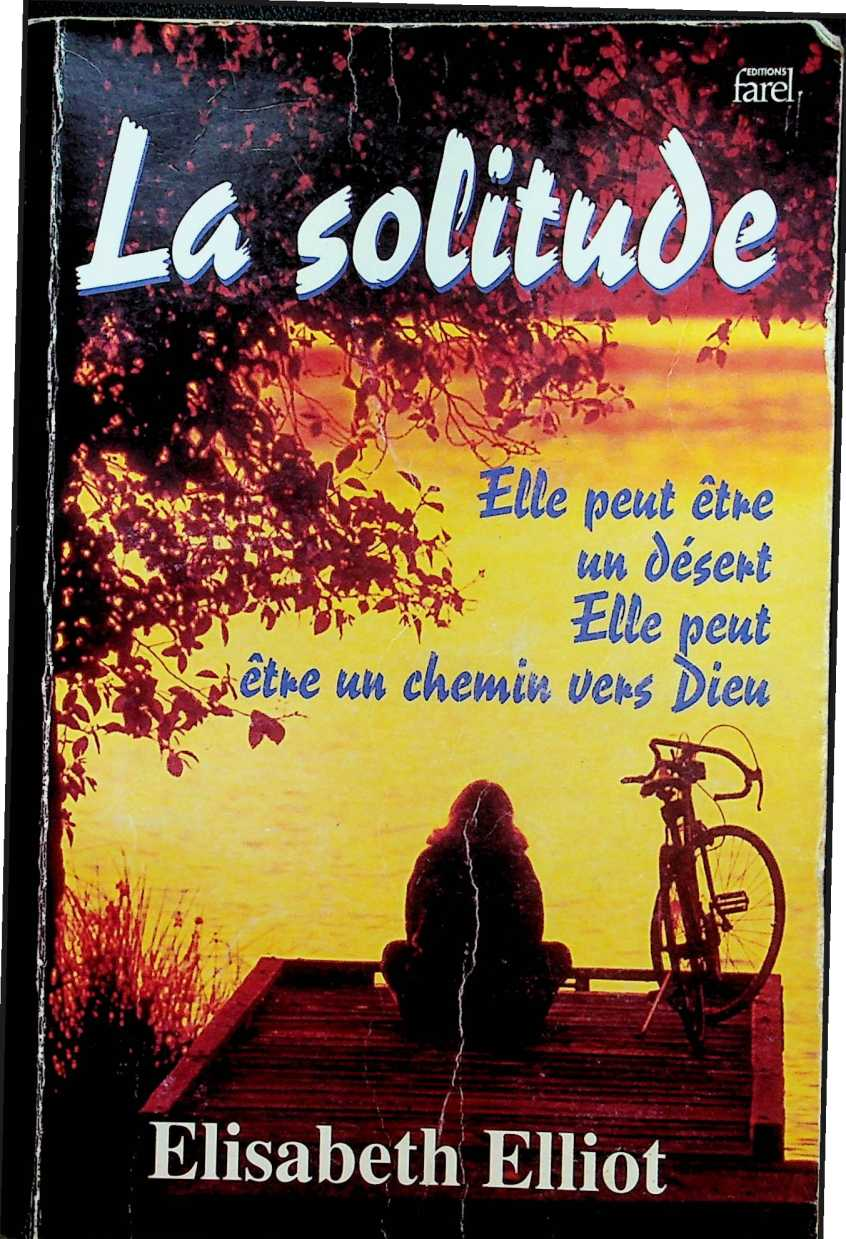 EDITIONS
farel
La solitude
Elle peut être
un désert
Elle peut
être un chemin vers Dieu
Elisabeth Elliot